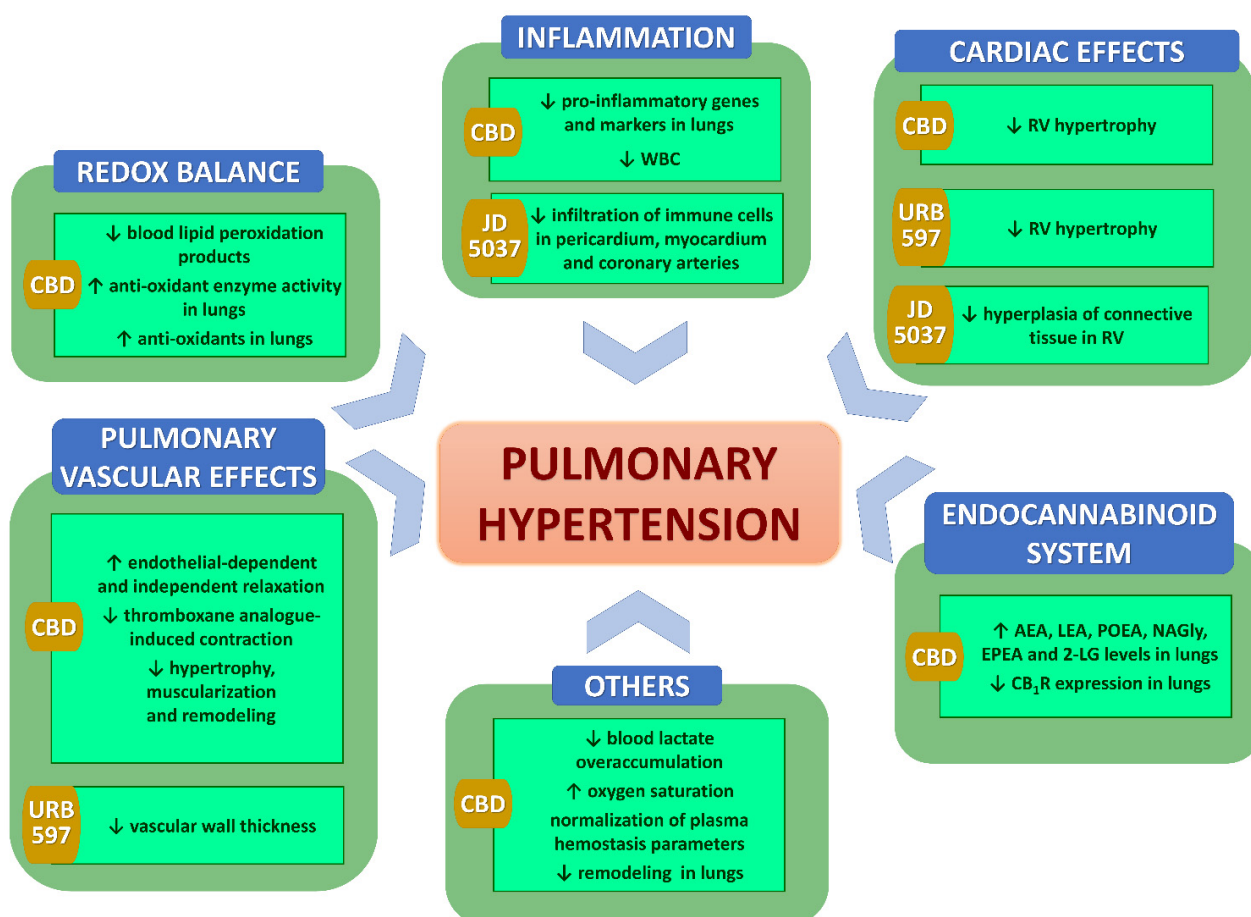 INFLAMMATION
CBD
↓ pro-inflammatory genes
and markers in lungs
↓ WBC
JD
5037
↓ infiltration of immune cells
in pericardium, myocardium
and coronary arteries
CARDIAC EFFECTS
CBD
↓ RV hypertrophy
URB
597
↓ RV hypertrophy
JD
5037
↓ hyperplasia of connective
tissue in RV
REDOX BALANCE
CBD
↓ blood lipid peroxidation
products
↑ anti-oxidant enzyme activity
in lungs
↑ anti-oxidants in lungs
PULMONARY
HYPERTENSION
PULMONARY
VASCULAR EFFECTS
CBD
↑ endothelial-dependent
and independent relaxation
↓ thromboxane analogue-
induced contraction
↓ hypertrophy,
muscularization
and remodeling
URB
597
↓ vascular wall thickness
OTHERS
CBD
↓ blood lactate
overaccumulation
↑ oxygen saturation
normalization of plasma
hemostasis parameters
↓ remodeling in lungs
ENDOCANNABINOID
SYSTEM
CBD
↑ AEA, LEA, POEA, NAGly,
EPEA and 2-LG levels in lungs
↓ CB₁R expression in lungs